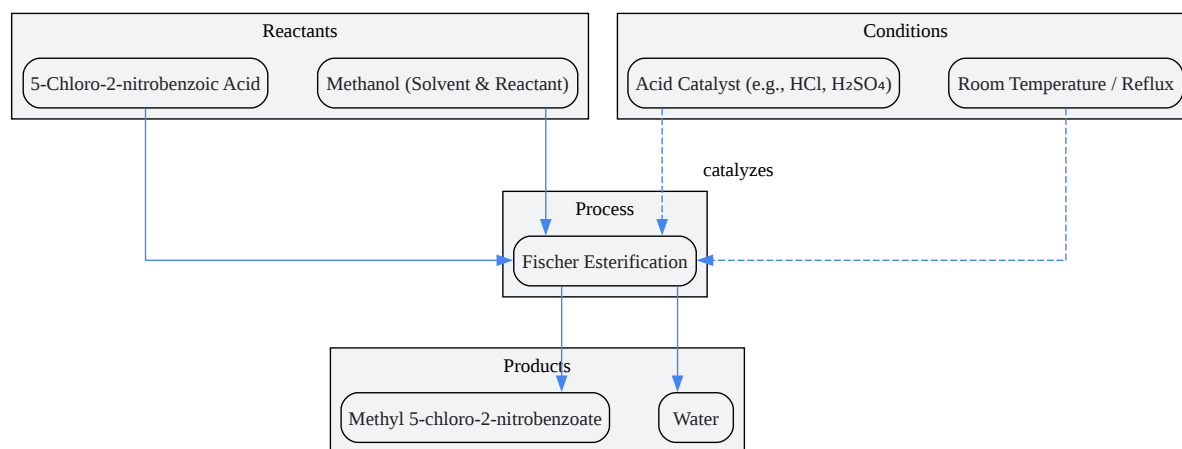 Reactants
5-Chloro-2-nitrobenzoic Acid
Methanol (Solvent & Reactant)
Conditions
Acid Catalyst (e.g., HCl, H₂SO₄)
Room Temperature / Reflux
catalyzes
Process
Fischer Esterification
Products
Methyl 5-chloro-2-nitrobenzoate
Water